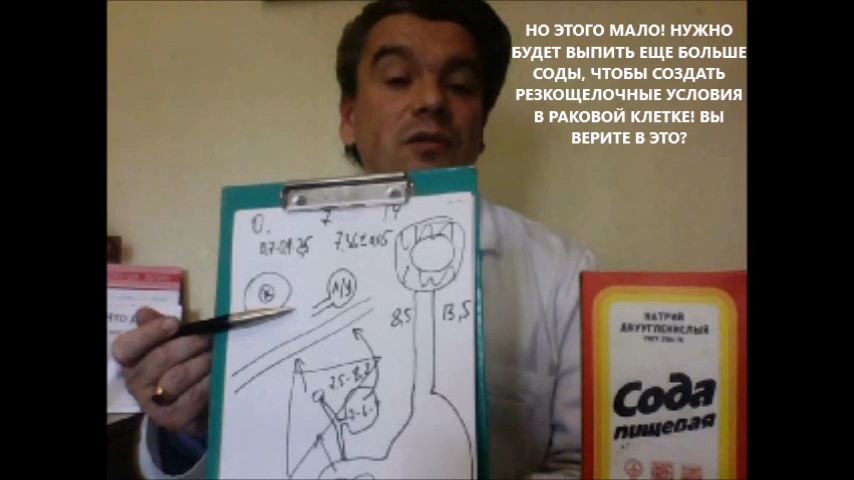 НО ЭТОГО МАЛО! НУЖНО
БУДЕТ ВЫПИТЬ ЕЩЕ БОЛЬШЕ
СОДЫ, ЧТОБЫ СОЗДАТЬ
РЕЗКОЩЕЛОЧНЫЕ УСЛОВИЯ
В РАКОВОЙ КЛЕТКЕ! ВЫ
ВЕРИТЕ В ЭТО?
0. 7 14
К
Л/У
8,5 13,5
НАТРИЙ
ДВУУГЛЕКИСЛЫЙ
Сода
пищевая